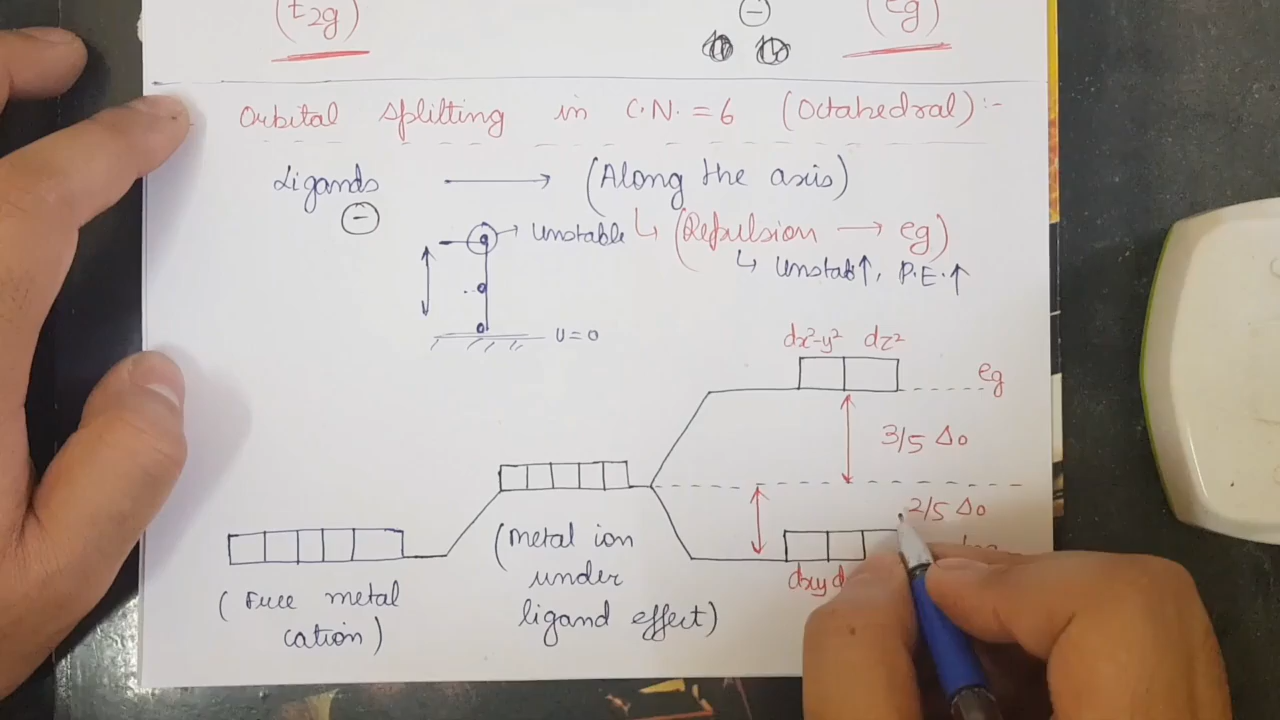 (t2g)
(eg)
Orbital splitting in C.N. = 6 (Octahedral) :-
Ligands → (Along the axis)
⊖
Unstable ↳ (Repulsion → eg)
↳ Unstab↑, P.E.↑
U=0
dx²-y² dz²
eg
3/5 Δo
2/5 Δo
(Metal ion
under
ligand effect)
dxy d
(Free metal
cation)